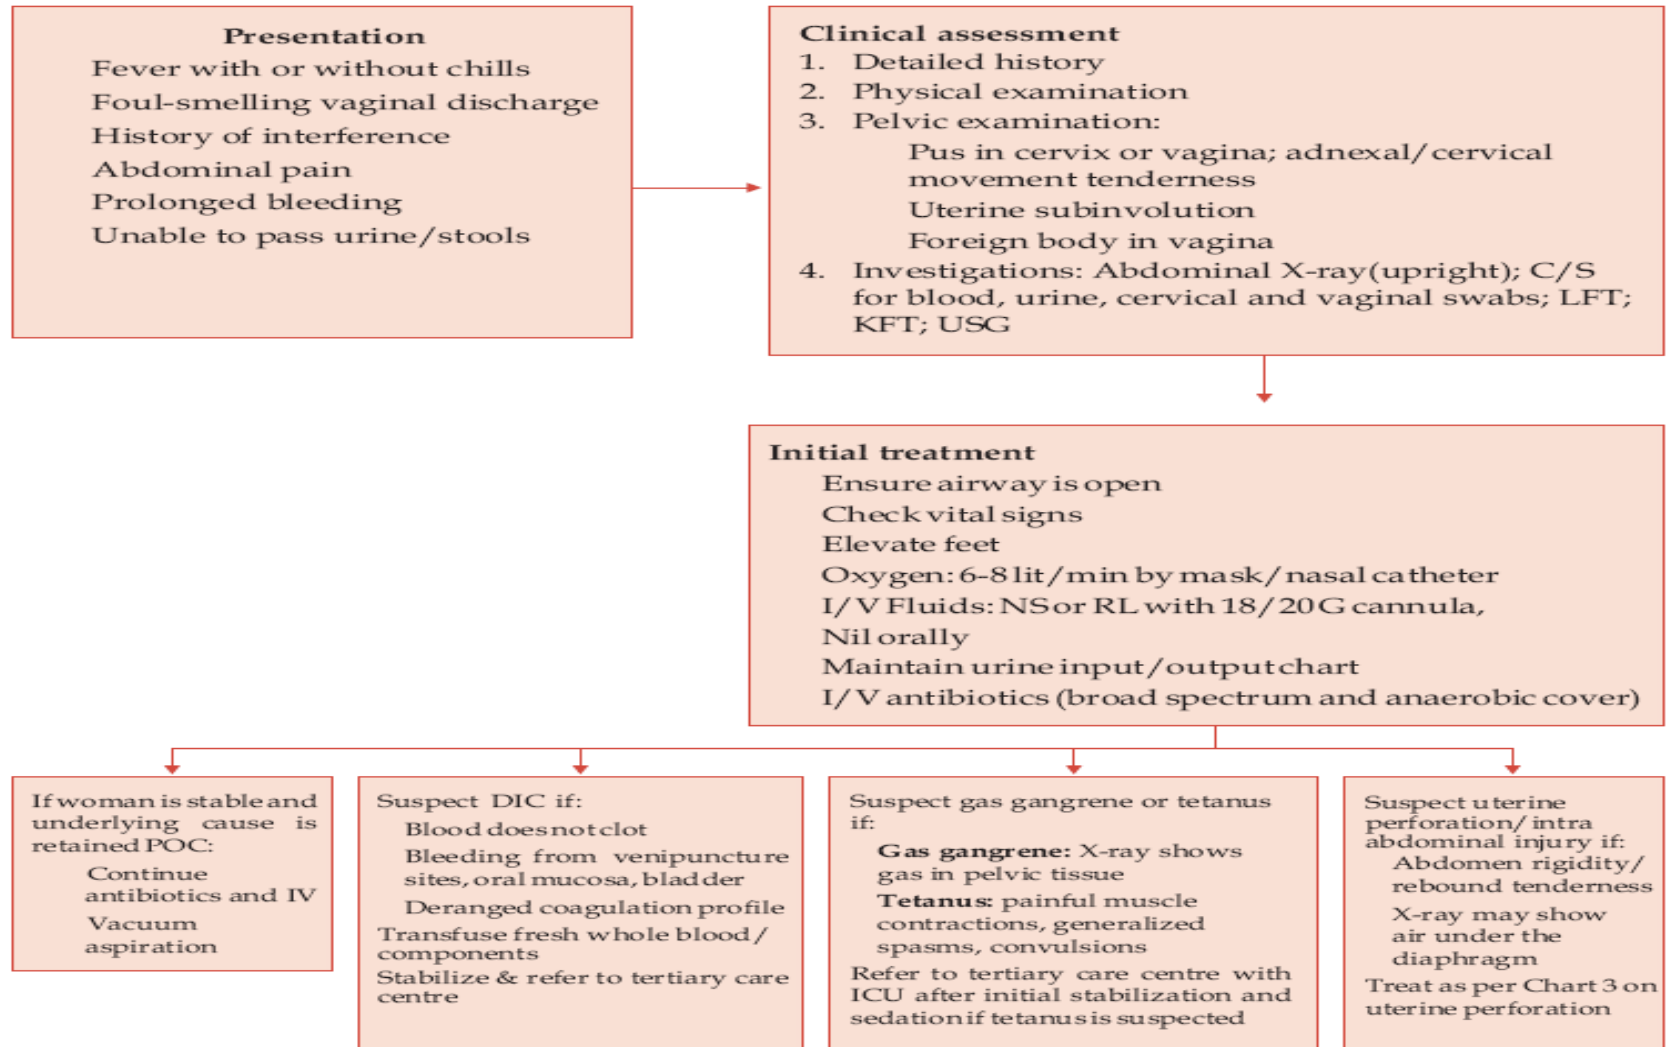 Presentation
Fever with or without chills
Foul-smelling vaginal discharge
History of interference
Abdominal pain
Prolonged bleeding
Unable to pass urine/stools
Clinical assessment
1. Detailed history
2. Physical examination
3. Pelvic examination:
Pus in cervix or vagina; adnexal/cervical
movement tenderness
Uterine subinvolution
Foreign body in vagina
4. Investigations: Abdominal X-ray(upright); C/S
for blood, urine, cervical and vaginal swabs; LFT;
KFT; USG
Initial treatment
Ensure airway is open
Check vital signs
Elevate feet
Oxygen: 6-8 lit/min by mask/nasal catheter
I/V Fluids: NS or RL with 18/20 G cannula,
Nil orally
Maintain urine input/output chart
I/V antibiotics (broad spectrum and anaerobic cover)
If woman is stable and
underlying cause is
retained POC:
Continue
antibiotics and IV
Vacuum
aspiration
Suspect DIC if:
Blood does not clot
Bleeding from venipuncture
sites, oral mucosa, bladder
Deranged coagulation profile
Transfuse fresh whole blood/
components
Stabilize & refer to tertiary care
centre
Suspect gas gangrene or tetanus
if:
Gas gangrene: X-ray shows
gas in pelvic tissue
Tetanus: painful muscle
contractions, generalized
spasms, convulsions
Refer to tertiary care centre with
ICU after initial stabilization and
sedation if tetanus is suspected
Suspect uterine
perforation/intra
abdominal injury if:
Abdomen rigidity/
rebound tenderness
X-ray may show
air under the
diaphragm
Treat as per Chart 3 on
uterine perforation